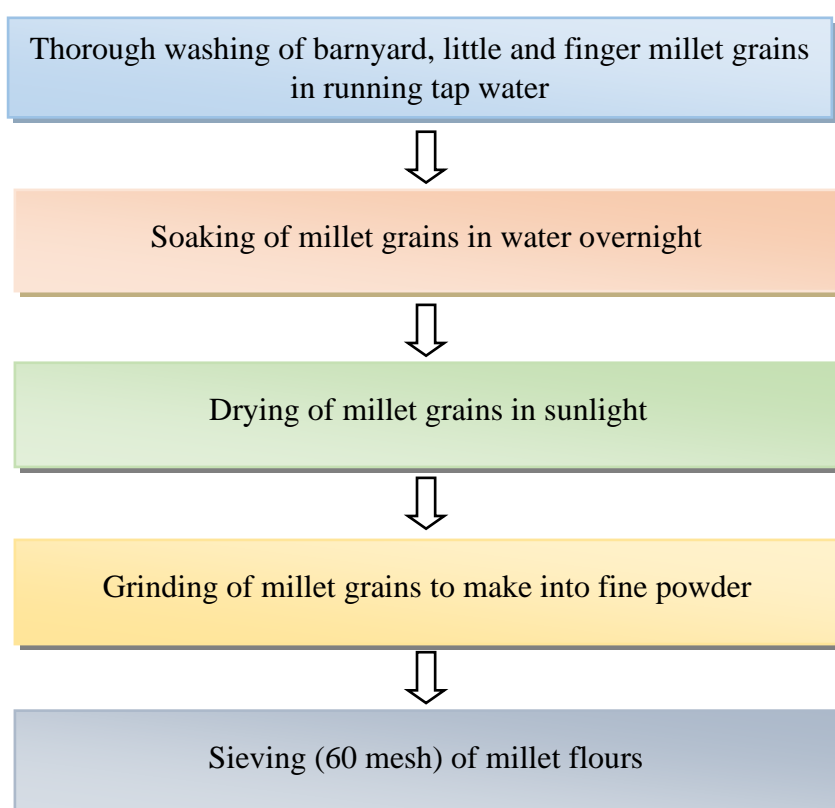 Thorough washing of barnyard, little and finger millet grains
in running tap water
Soaking of millet grains in water overnight
Drying of millet grains in sunlight
Grinding of millet grains to make into fine powder
Sieving (60 mesh) of millet flours